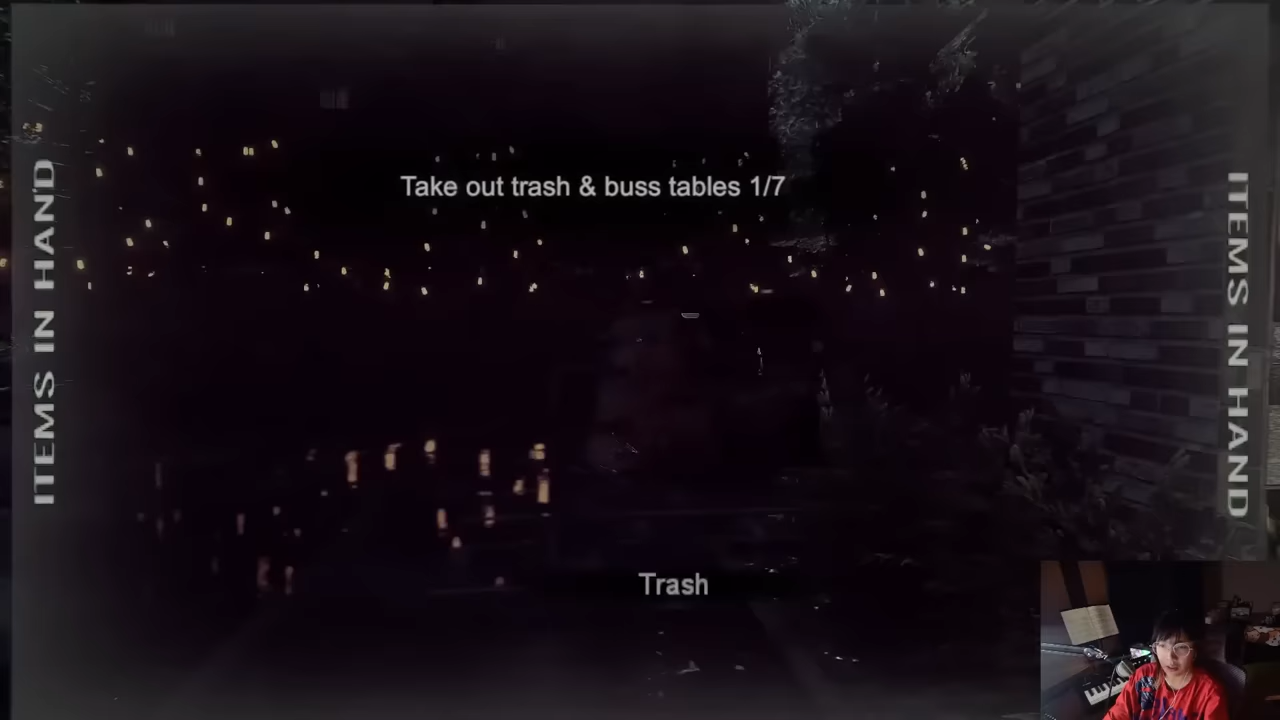 ITEMS IN HAND
Take out trash & buss tables 1/7
ITEMS IN HAND
Trash